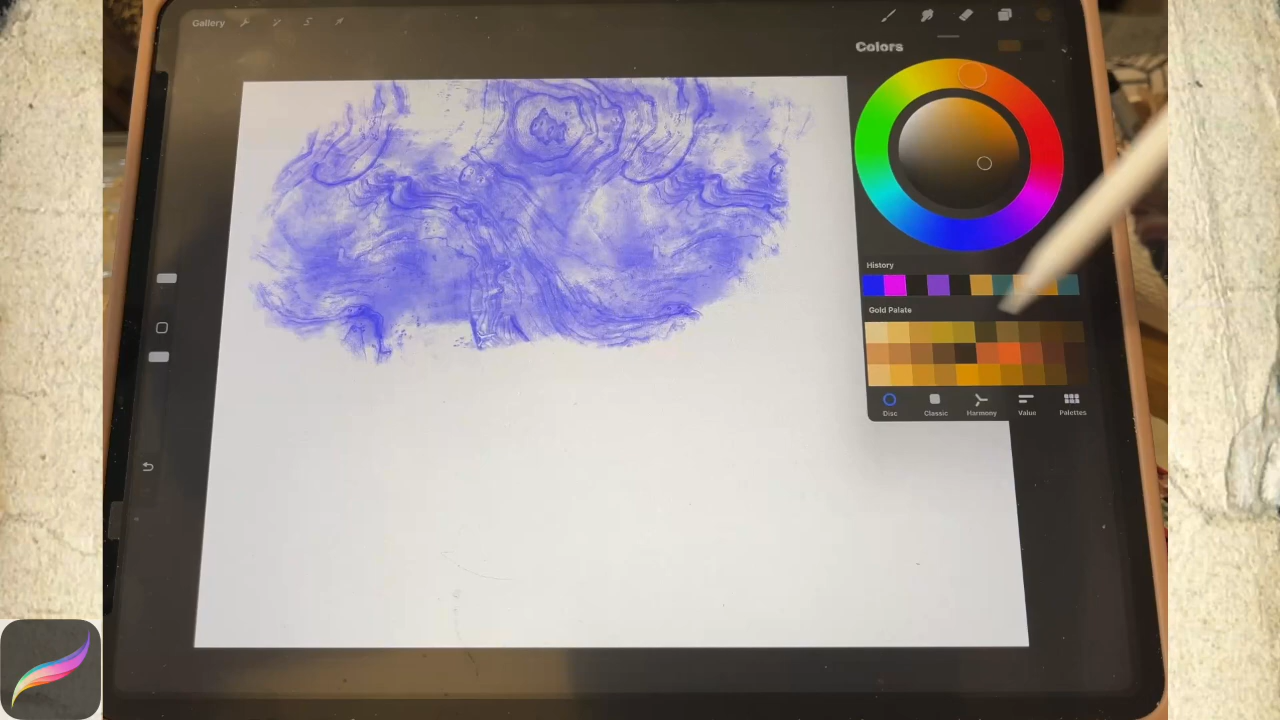 Gallery
Colors
History
Gold Palate
Disc
Classic
Harmony
Value
Palettes